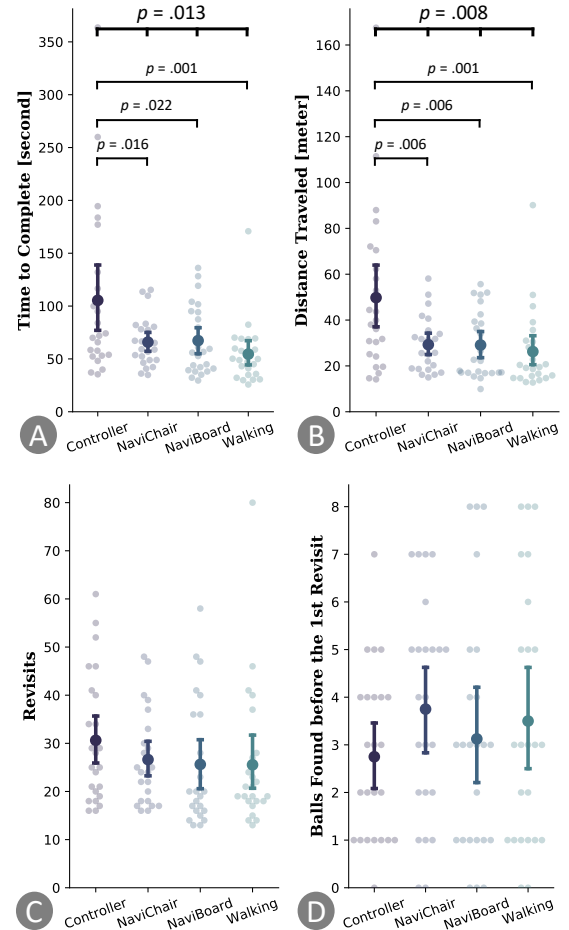 p = .013
p = .001
p = .022
p = .016
Time to Complete [second]
350
300
250
200
150
100
50
0
Controller
NaviChair
NaviBoard
Walking
A
p = .008
p = .001
p = .006
p = .006
Distance Traveled [meter]
160
140
120
100
80
60
40
20
0
Controller
NaviChair
NaviBoard
Walking
B
Revisits
80
70
60
50
40
30
20
10
0
Controller
NaviChair
NaviBoard
Walking
C
Balls Found before the 1st Revisit
8
7
6
5
4
3
2
1
0
Controller
NaviChair
NaviBoard
Walking
D